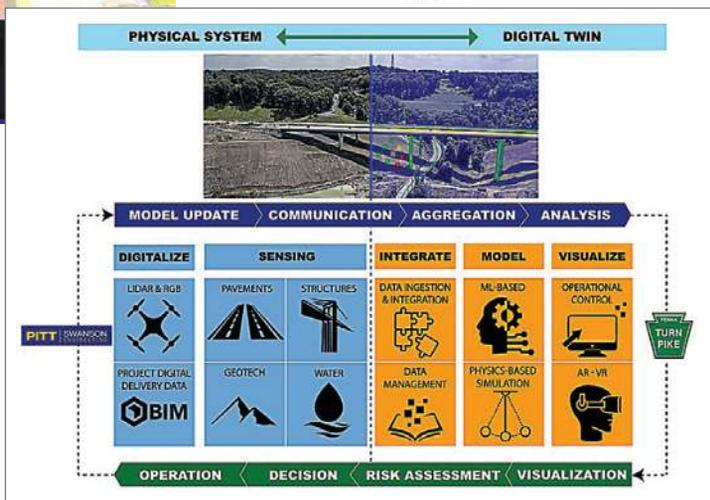 PHYSICAL SYSTEM
DIGITAL TWIN
MODEL UPDATE
COMMUNICATION
AGGREGATION
ANALYSIS
DIGITALIZE
SENSING
INTEGRATE
MODEL
VISUALIZE
LIDAR & RGB
PAVEMENTS
STRUCTURES
DATA INGESTION
& INTEGRATION
ML-BASED
OPERATIONAL
CONTROL
PITT SWANSON
ENGINEERING
PENNA
TURN
PIKE
PROJECT DIGITAL
DELIVERY DATA
BIM
GEOTECH
WATER
DATA
MANAGEMENT
PHYSICS-BASED
SIMULATION
AR - VR
OPERATION
DECISION
RISK ASSESSMENT
VISUALIZATION